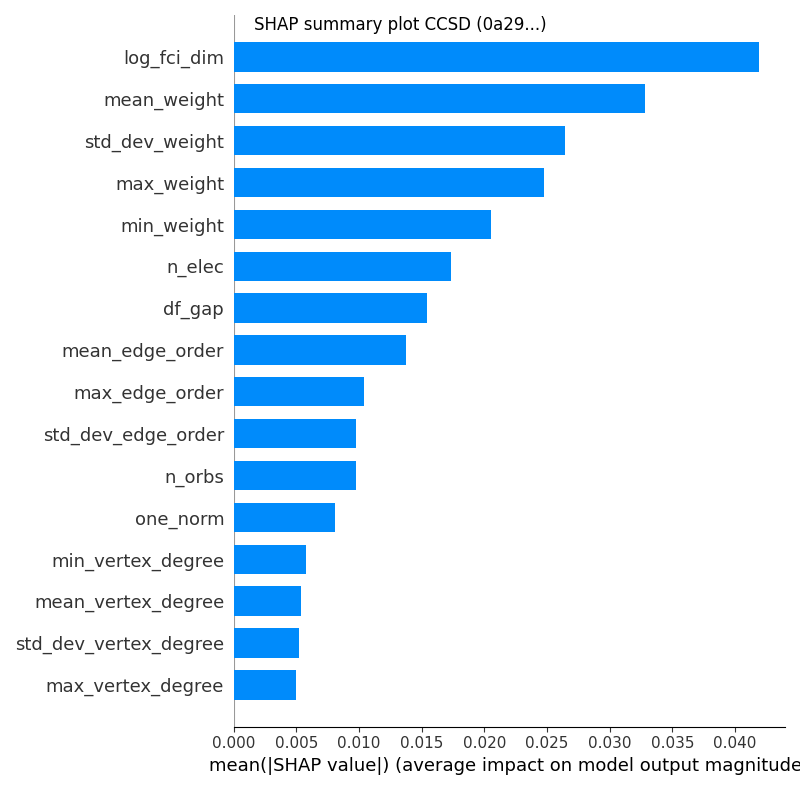 SHAP summary plot CCSD (0a29...)
log_fci_dim
mean_weight
std_dev_weight
max_weight
min_weight
n_elec
df_gap
mean_edge_order
max_edge_order
std_dev_edge_order
n_orbs
one_norm
min_vertex_degree
mean_vertex_degree
std_dev_vertex_degree
max_vertex_degree
0.000 0.005 0.010 0.015 0.020 0.025 0.030 0.035 0.040
mean(|SHAP value|) (average impact on model output magnitude